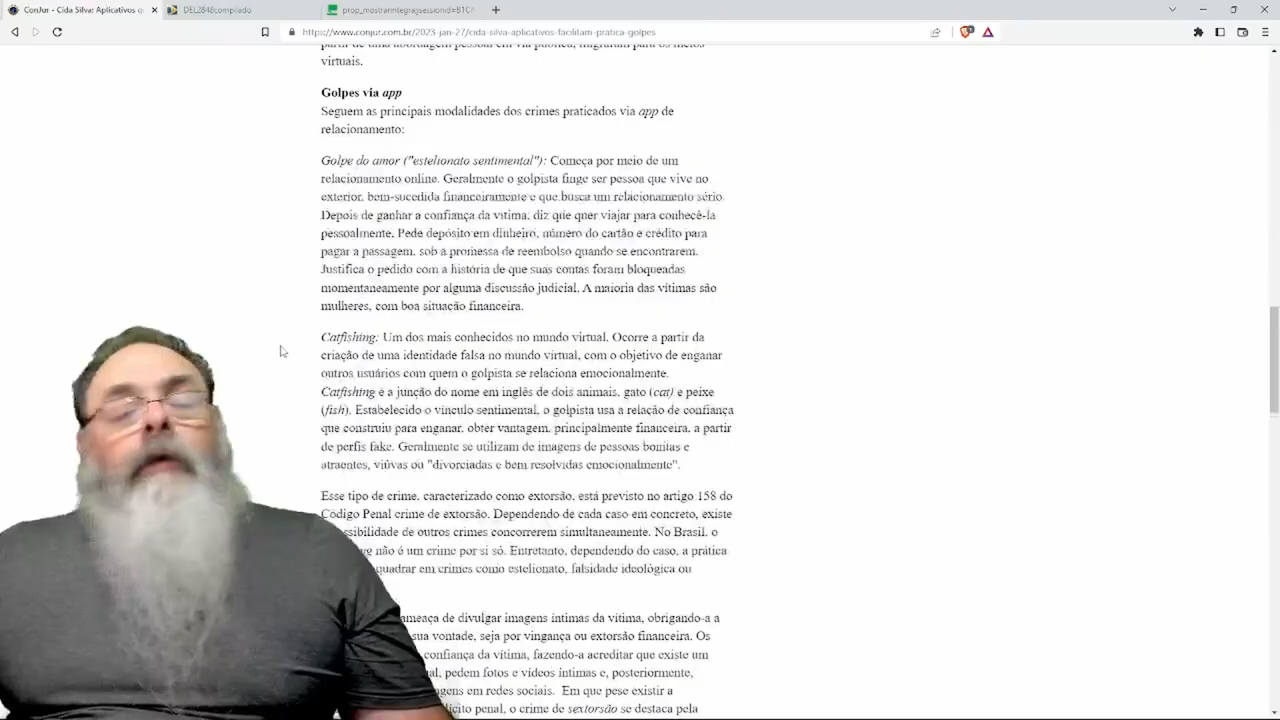 ConJur - Cida Silva: Aplicativos q
DEL2848compilado
prop_mostrarintegra;jsessionid=B1CA
https://www.conjur.com.br/2023-jan-27/cida-silva-aplicativos-facilitam-pratica-golpes
partir de uma abordagem pessoal em via pública, migraram para os meios
virtuais.
Golpes via app
Seguem as principais modalidades dos crimes praticados via app de
relacionamento:
Golpe do amor ("estelionato sentimental"): Começa por meio de um
relacionamento online. Geralmente o golpista finge ser pessoa que vive no
exterior, bem-sucedida financeiramente e que busca um relacionamento sério.
Depois de ganhar a confiança da vítima, diz que quer viajar para conhecê-la
pessoalmente. Pede depósito em dinheiro, número do cartão e crédito para
pagar a passagem, sob a promessa de reembolso quando se encontrarem.
Justifica o pedido com a história de que suas contas foram bloqueadas
momentaneamente por alguma discussão judicial. A maioria das vítimas são
mulheres, com boa situação financeira.
Catfishing: Um dos mais conhecidos no mundo virtual. Ocorre a partir da
criação de uma identidade falsa no mundo virtual, com o objetivo de enganar
outros usuários com quem o golpista se relaciona emocionalmente.
Catfishing é a junção do nome em inglês de dois animais, gato (cat) e peixe
(fish). Estabelecido o vínculo sentimental, o golpista usa a relação de confiança
que construiu para enganar, obter vantagem, principalmente financeira, a partir
de perfis fake. Geralmente se utilizam de imagens de pessoas bonitas e
atraentes, viúvas ou "divorciadas e bem resolvidas emocionalmente".
Esse tipo de crime, caracterizado como extorsão, está previsto no artigo 158 do
Código Penal crime de extorsão. Dependendo de cada caso em concreto, existe
ssibilidade de outros crimes concorrerem simultaneamente. No Brasil, o
não é um crime por si só. Entretanto, dependendo do caso, a prática
quadrar em crimes como estelionato, falsidade ideológica ou
ameaça de divulgar imagens íntimas da vítima, obrigando-a a
sua vontade, seja por vingança ou extorsão financeira. Os
confiança da vítima, fazendo-a acreditar que existe um
al, pedem fotos e vídeos íntimas e, posteriormente,
gens em redes sociais. Em que pese existir a
lícito penal, o crime de sextorsão se destaca pela